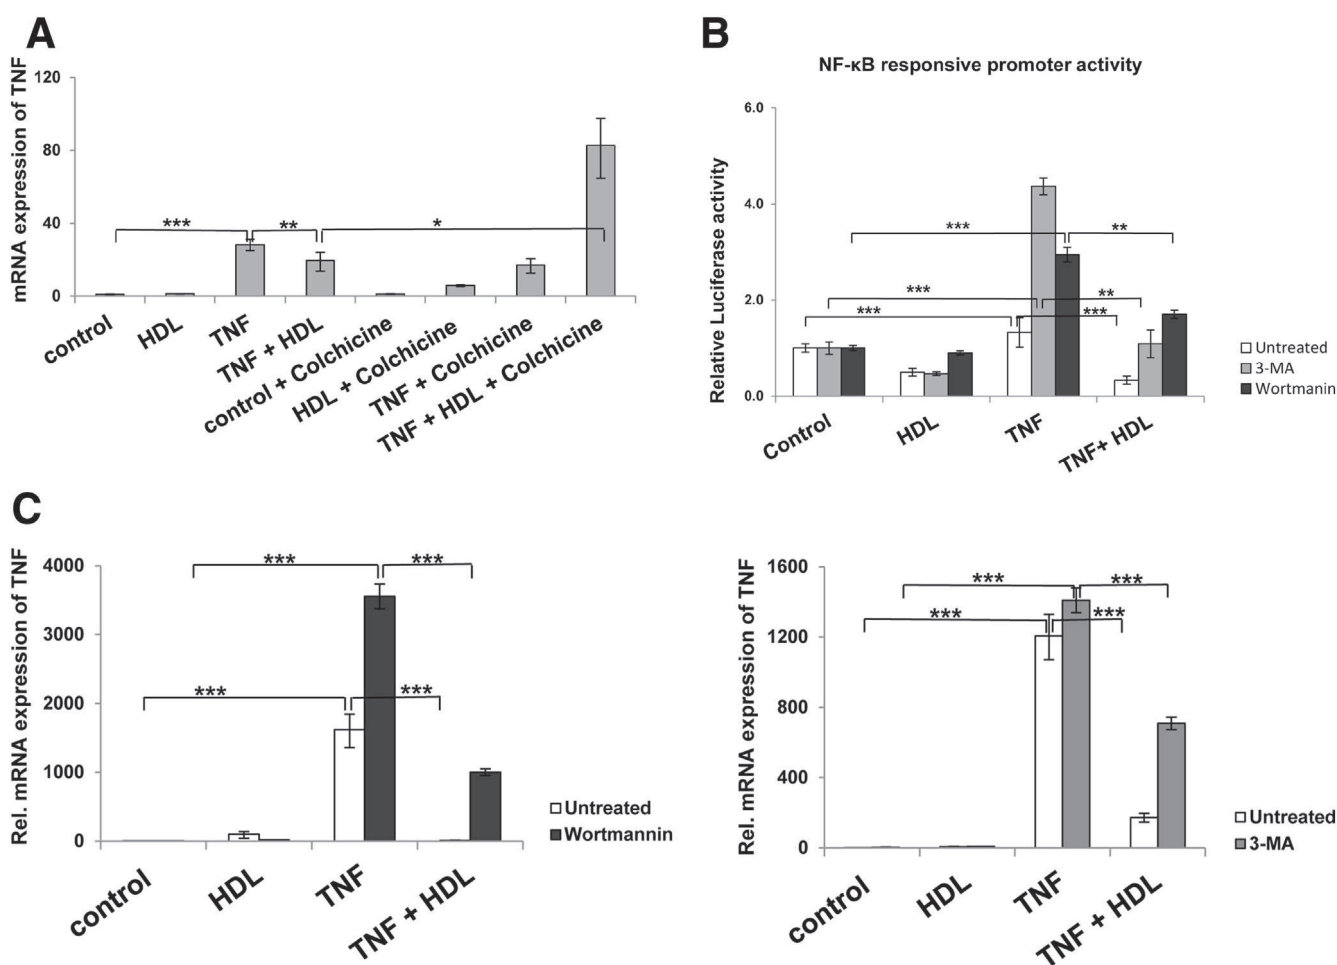 A
mRNA expression of TNF
120
80
40
0
***
**
*
control
HDL
TNF
TNF + HDL
control + Colchicine
HDL + Colchicine
TNF + Colchicine
TNF + HDL + Colchicine
B
NF-κB responsive promoter activity
Relative Luciferase activity
6.0
4.0
2.0
0.0
***
**
***
**
***
***
Control
HDL
TNF
TNF+ HDL
Untreated
3-MA
Wortmanin
C
Rel. mRNA expression of TNF
4000
3000
2000
1000
0
***
***
***
***
control
HDL
TNF
TNF + HDL
Untreated
Wortmannin
Rel. mRNA expression of TNF
1600
1200
800
400
0
***
***
***
***
control
HDL
TNF
TNF + HDL
Untreated
3-MA